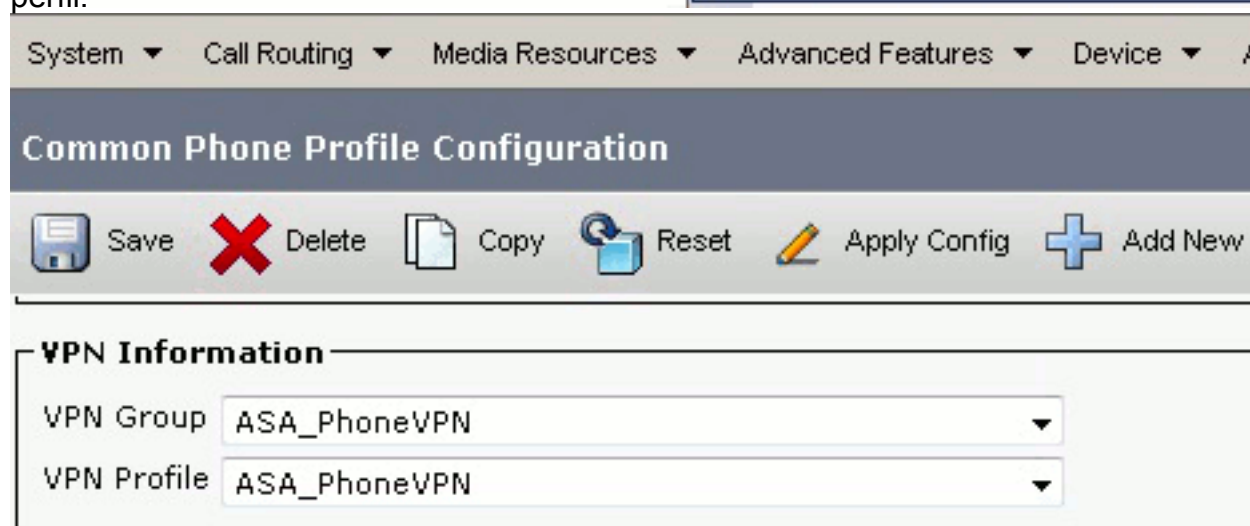 perfil.
System Call Routing Media Resources Advanced Features Device
Common Phone Profile Configuration
Save Delete Copy Reset Apply Config Add New
VPN Information
VPN Group ASA_PhoneVPN
VPN Profile ASA_PhoneVPN